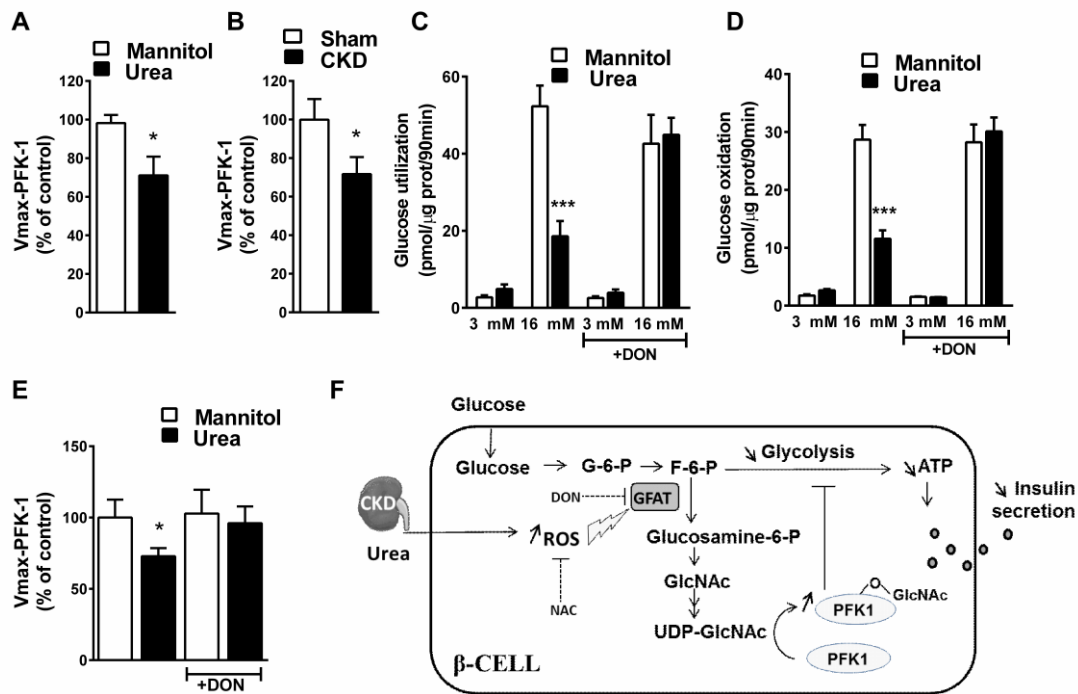 A
Mannitol
Urea
Vmax-PFK-1
(% of control)
120
100
80
60
40
20
0
*
B
Sham
CKD
Vmax-PFK-1
(% of control)
120
100
80
60
40
20
0
*
C
Mannitol
Urea
Glucose utilization
(pmol/µg prot/90min)
60
40
20
0
***
3 mM 16 mM 3 mM 16 mM
+DON
D
Mannitol
Urea
Glucose oxidation
(pmol/µg prot/90min)
40
30
20
10
0
***
3 mM 16 mM 3 mM 16 mM
+DON
E
Mannitol
Urea
Vmax-PFK-1
(% of control)
150
100
50
0
*
+DON
F
Glucose
Glucose
G-6-P
F-6-P
Glycolysis
ATP
Insulin
secretion
DON
GFAT
CKD
Urea
ROS
NAC
Glucosamine-6-P
GlcNAc
UDP-GlcNAc
O
GlcNAc
PFK1
PFK1
β-CELL